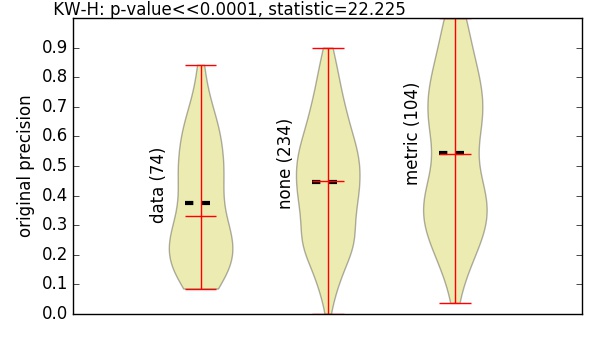 KW-H: p-value<<0.0001, statistic=22.225
original precision
0.9
0.8
0.7
0.6
0.5
0.4
0.3
0.2
0.1
0.0
data (74)
none (234)
metric (104)